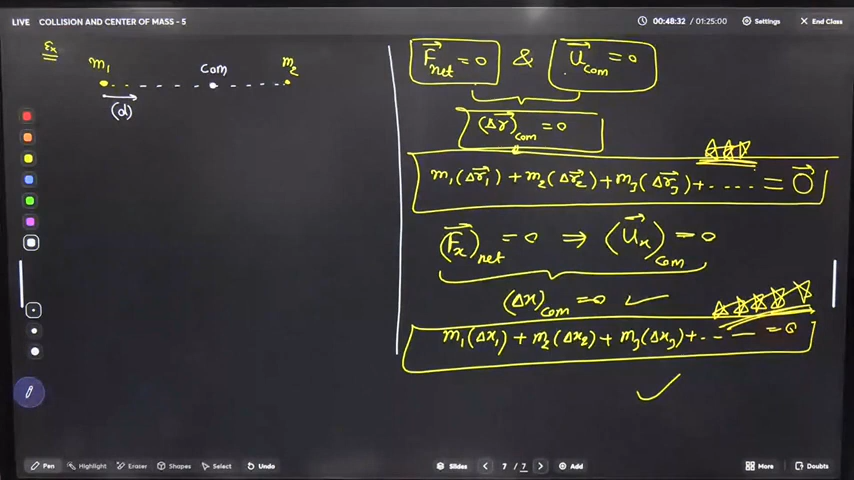 LIVE COLLISION AND CENTER OF MASS - 5
00:48:32 / 01:25:00 Settings End Class
Ex
m₁ com m₂
(d)
F⃗net = 0 & U⃗com = 0
(Δr⃗)com = 0
m₁(Δr⃗₁) + m₂(Δr⃗₂) + m₃(Δr⃗₃) + ...... = 0⃗
(F⃗x)net = 0 ⇒ (U⃗x)com = 0
(Δx)com = 0 ✓
m₁(Δx₁) + m₂(Δx₂) + m₃(Δx₃) + ...... = 0
✓
Pen Highlight Eraser Shapes Select Undo Slides 7 / 7 Add More Doubts